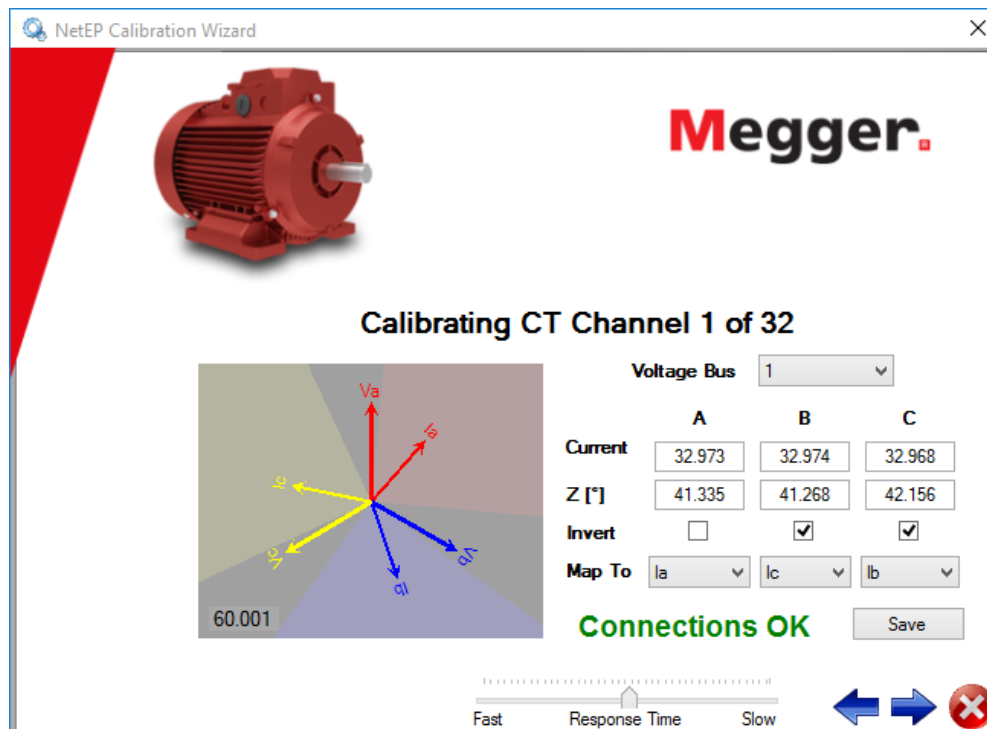 NetEP Calibration Wizard
Megger.
Calibrating CT Channel 1 of 32
Voltage Bus 1
A B C
Current 32.973 32.974 32.968
Z [°] 41.335 41.268 42.156
Invert
Map To Ia Ic Ib
Va
Ia
Ic
Vc
Vb
Ib
60.001
Connections OK Save
Fast Response Time Slow